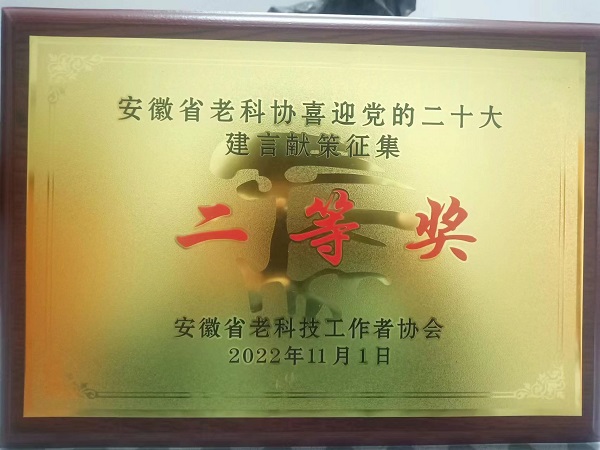 安徽省老科协喜迎党的二十大
建言献策征集
二等奖
安徽省老科技工作者协会
2022年11月1日